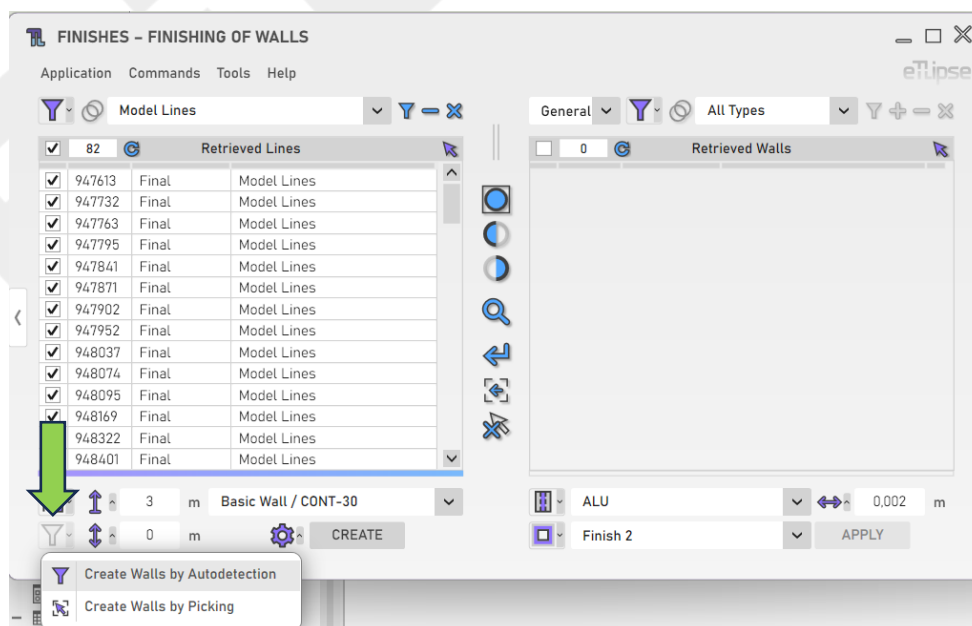 FINISHES – FINISHING OF WALLS
Application Commands Tools Help
eTLipse
Model Lines
General All Types
82 Retrieved Lines
0 Retrieved Walls
947613 Final Model Lines
947732 Final Model Lines
947763 Final Model Lines
947795 Final Model Lines
947841 Final Model Lines
947871 Final Model Lines
947902 Final Model Lines
947952 Final Model Lines
948037 Final Model Lines
948074 Final Model Lines
948095 Final Model Lines
948169 Final Model Lines
948322 Final Model Lines
948401 Final Model Lines
3 m Basic Wall / CONT-30
ALU 0,002 m
0 m CREATE
Finish 2 APPLY
Create Walls by Autodetection
Create Walls by Picking